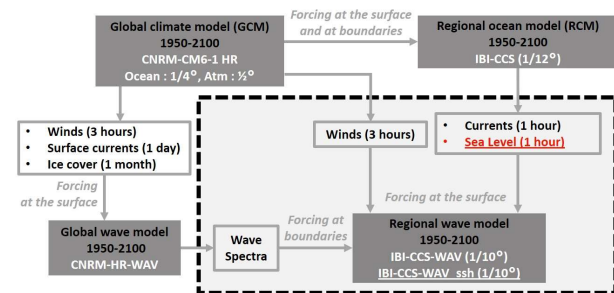 Global climate model (GCM)
1950-2100
CNRM-CM6-1 HR
Ocean : 1/4°, Atm : ½°
Forcing at the surface
and at boundaries
Regional ocean model (RCM)
1950-2100
IBI-CCS (1/12°)
• Winds (3 hours)
• Surface currents (1 day)
• Ice cover (1 month)
Winds (3 hours)
• Currents (1 hour)
• Sea Level (1 hour)
Forcing
at the surface
Forcing at the surface
Global wave model
1950-2100
CNRM-HR-WAV
Wave
Spectra
Forcing at
boundaries
Regional wave model
1950-2100
IBI-CCS-WAV (1/10°)
IBI-CCS-WAV_ssh (1/10°)